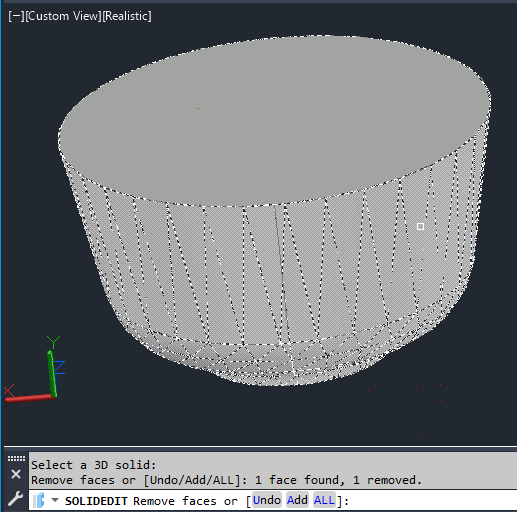 [−][Custom View][Realistic]
Y
Z
X
Select a 3D solid:
Remove faces or [Undo/Add/ALL]: 1 face found, 1 removed.
SOLIDEDIT Remove faces or [Undo Add ALL]: